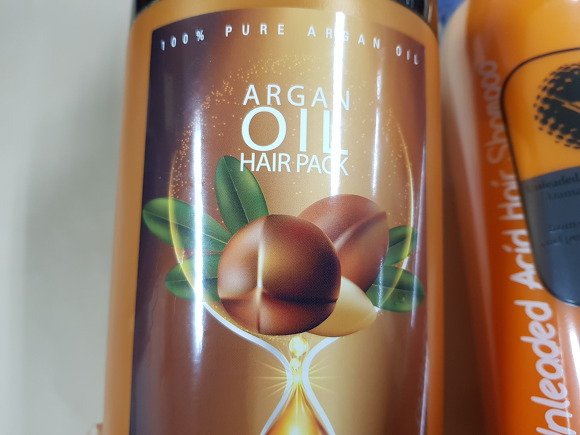 100% PURE ARGAN OIL
ARGAN
OIL
HAIR PACK
Unleaded Acid Hair Shampoo